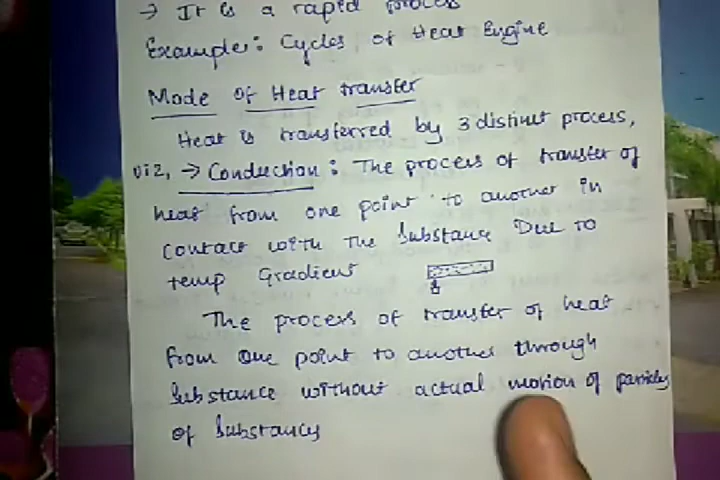 → It is a rapid process
Example: Cycles of Heat Engine
Mode of Heat transfer
Heat is transferred by 3 distinct process,
viz, → Conduction: The process of transfer of
heat from one point to another in
contact with the substance Due to
temp Gradient
The process of transfer of heat
from one point to another through
substance without actual motion of particles
of substances